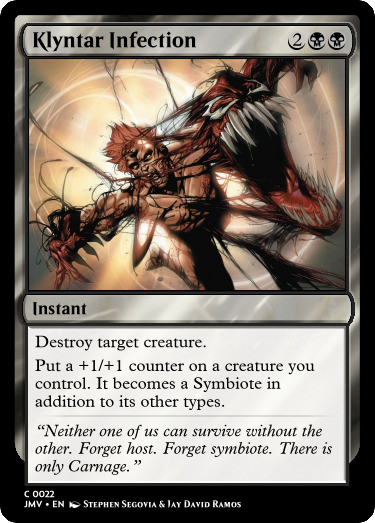 Klyntar Infection 2
Instant
Destroy target creature.
Put a +1/+1 counter on a creature you
control. It becomes a Symbiote in
addition to its other types.
“Neither one of us can survive without the
other. Forget host. Forget symbiote. There is
only Carnage.”
C 0022
JMV • EN Stephen Segovia & Jay David Ramos